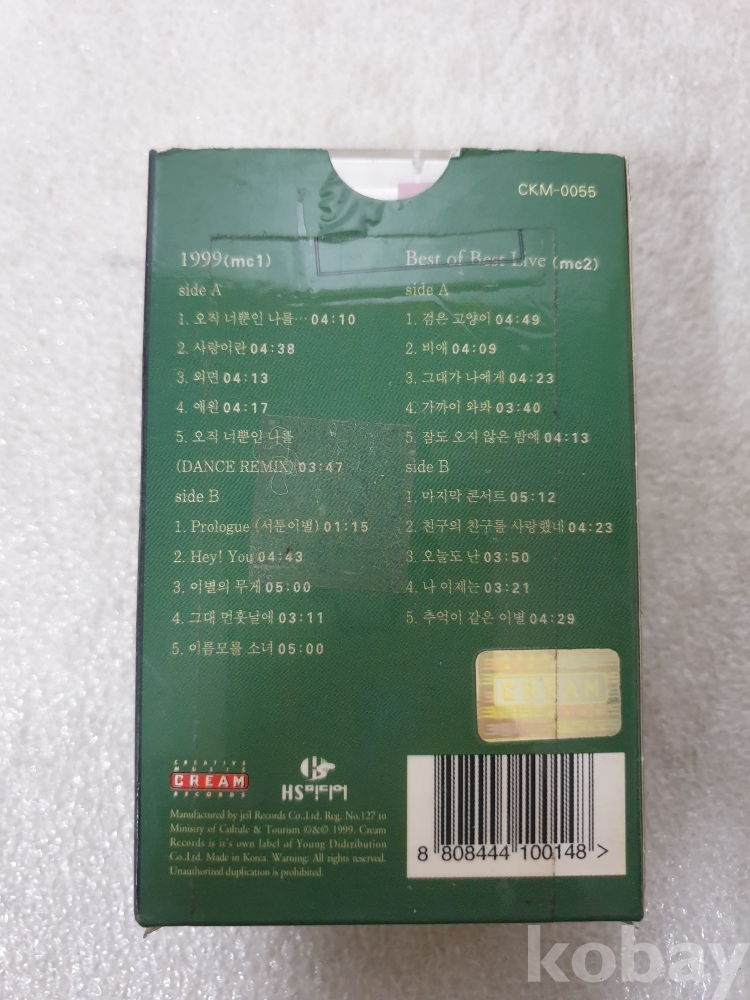 CKM-0055
1999(mc1)
side A
1. 오직 너뿐인 나를…04:10
2. 사랑이란 04:38
3. 외면 04:13
4. 애원 04:17
5. 오직 너뿐인 나를
(DANCE REMIX) 03:47
side B
1. Prologue (서툰이별) 01:15
2. Hey! You 04:43
3. 이별의 무게 05:00
4. 그대 먼훗날에 03:11
5. 이름모를 소녀 05:00
Best of Best Live (mc2)
side A
1. 검은 고양이 04:49
2. 비애 04:09
3. 그대가 나에게 04:23
4. 가까이 와봐 03:40
5. 잠도 오지 않은 밤에 04:13
side B
1. 마지막 콘서트 05:12
2. 친구의 친구를 사랑했네 04:23
3. 오늘도 난 03:50
4. 나 이제는 03:21
5. 추억이 같은 이별 04:29
CREAM
CREATIVE
MUSIC
CREAM
RECORDS
HS미디어
Manufactured by jeil Records Co.,Ltd. Reg. No.127 to
Ministry of Cultule & Tourism ℗&© 1999. Cream
Records is it's own label of Young Didtribution
Co.,Ltd. Made in Korea. Warning: All rights reserved.
Unauthorized duplication is prohibited.
8 808444 100148 >
kobay